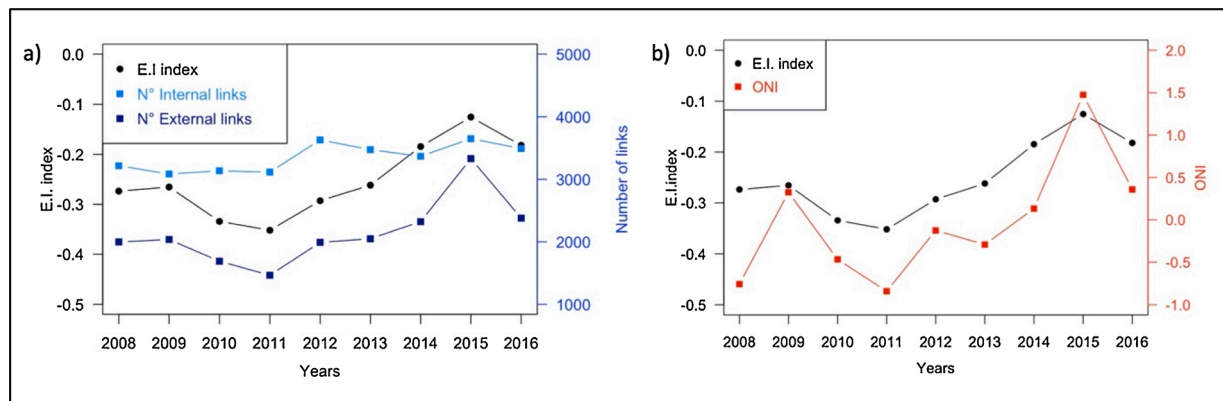 a)
E.I index
N° Internal links
N° External links
0.0
-0.1
-0.2
-0.3
-0.4
-0.5
E.I. index
5000
4000
3000
2000
1000
Number of links
2008 2009 2010 2011 2012 2013 2014 2015 2016
Years
b)
E.I. index
ONI
0.0
-0.1
-0.2
-0.3
-0.4
-0.5
E.I.index
2.0
1.5
1.0
0.5
0.0
-0.5
-1.0
ONI
2008 2009 2010 2011 2012 2013 2014 2015 2016
Years